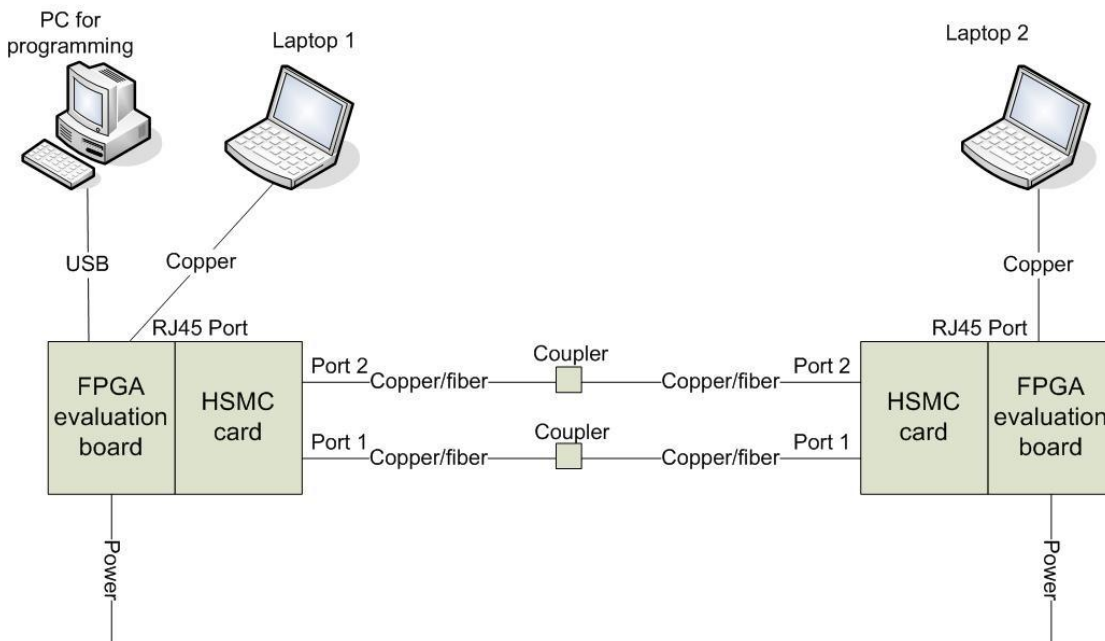 PC for
programming
Laptop 1
Laptop 2
USB
Copper
Copper
RJ45 Port
RJ45 Port
FPGA
evaluation
board
HSMC
card
Port 2
Copper/fiber
Coupler
Copper/fiber
Port 2
Port 1
Copper/fiber
Coupler
Copper/fiber
Port 1
HSMC
card
FPGA
evaluation
board
Power
Power